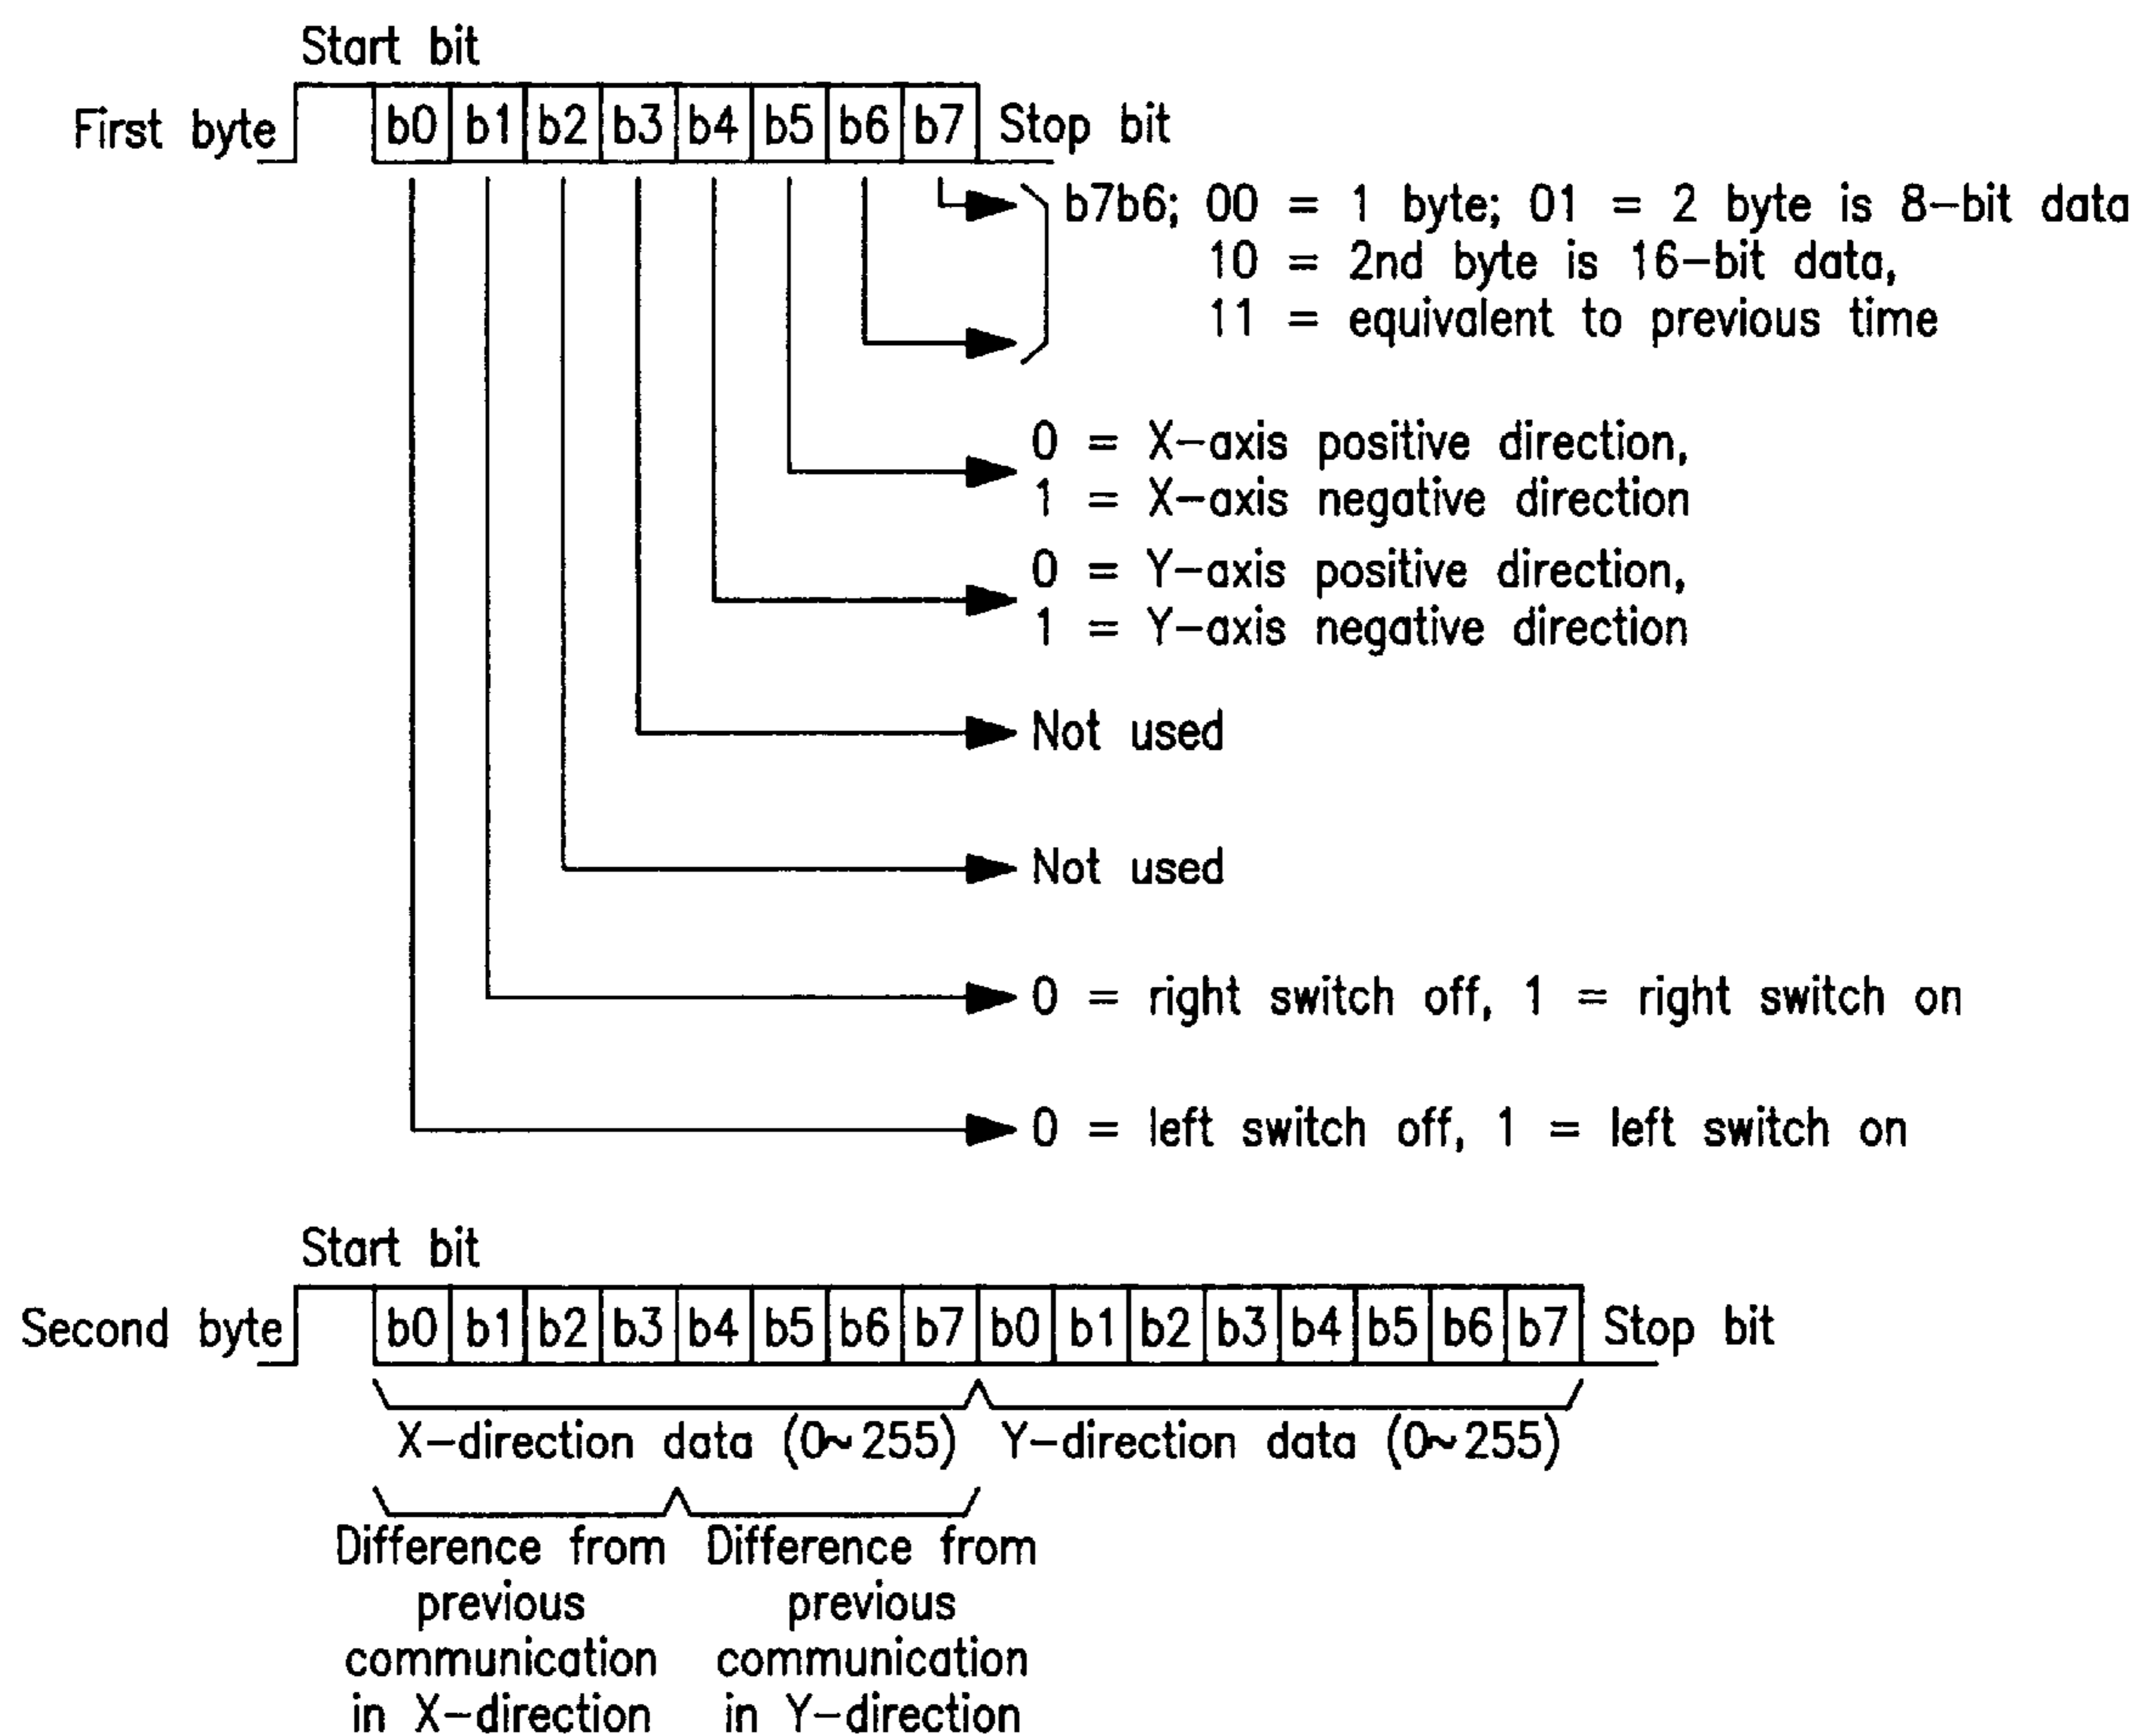 Start bit
First byte b0 b1 b2 b3 b4 b5 b6 b7 Stop bit
b7b6; 00 = 1 byte; 01 = 2 byte is 8-bit data
10 = 2nd byte is 16-bit data,
11 = equivalent to previous time
0 = X-axis positive direction,
1 = X-axis negative direction
0 = Y-axis positive direction,
1 = Y-axis negative direction
Not used
Not used
0 = right switch off, 1 = right switch on
0 = left switch off, 1 = left switch on
Start bit
Second byte b0 b1 b2 b3 b4 b5 b6 b7 b0 b1 b2 b3 b4 b5 b6 b7 Stop bit
X-direction data (0~255) Y-direction data (0~255)
Difference from
previous
communication
in X-direction
Difference from
previous
communication
in Y-direction